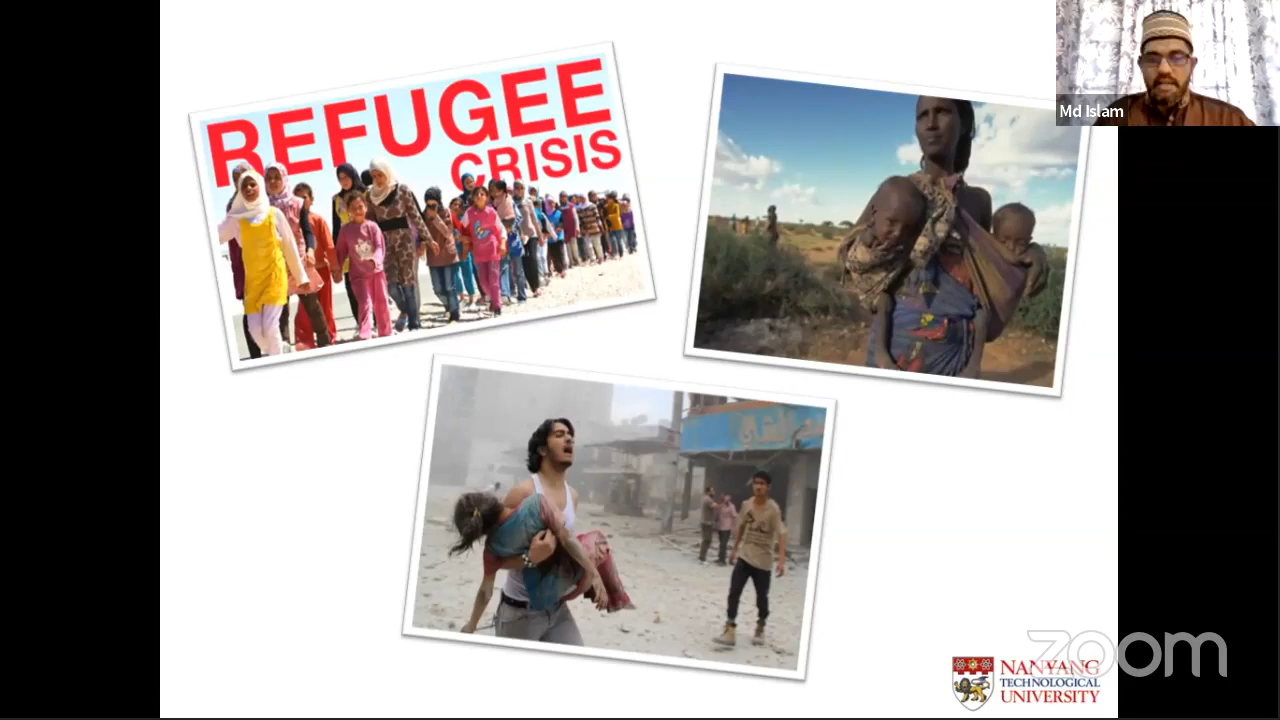 REFUGEE
CRISIS
Md Islam
NANYANG
TECHNOLOGICAL
UNIVERSITY
zoom